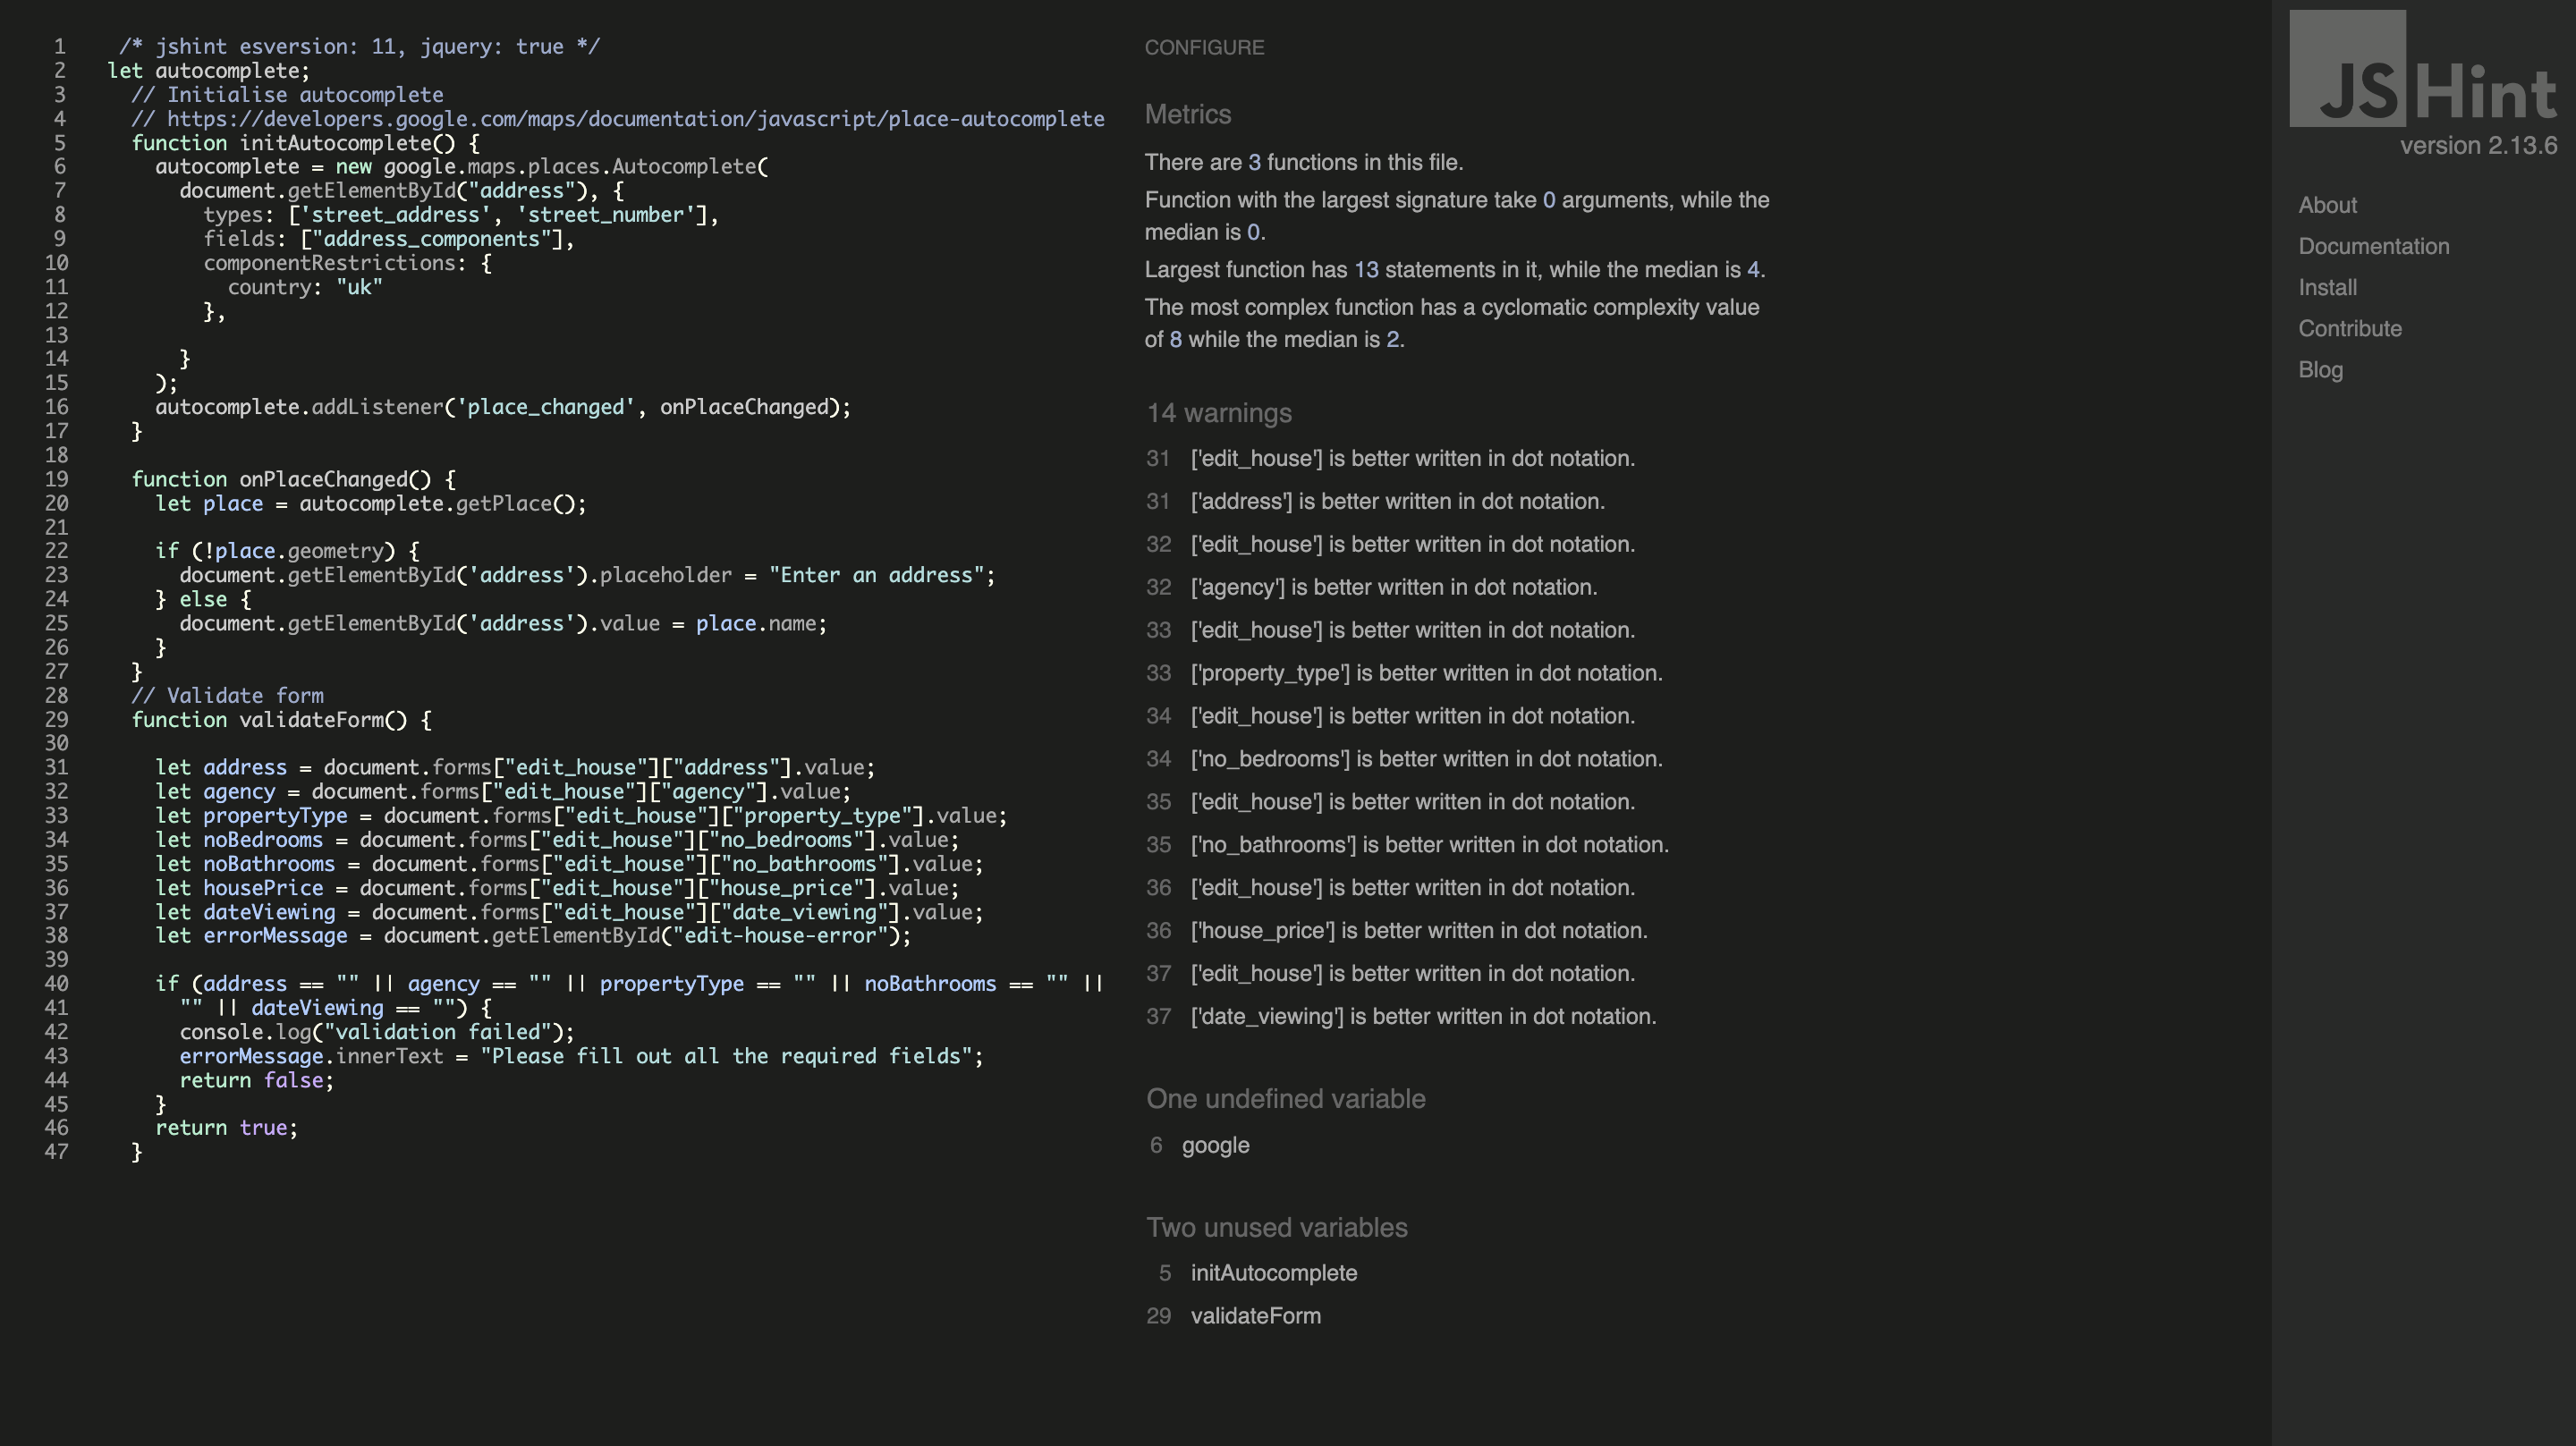 1 /* jshint esversion: 11, jquery: true */
2 let autocomplete;
3 // Initialise autocomplete
4 // https://developers.google.com/maps/documentation/javascript/place-autocomplete
5 function initAutocomplete() {
6 autocomplete = new google.maps.places.Autocomplete(
7 document.getElementById("address"), {
8 types: ['street_address', 'street_number'],
9 fields: ["address_components"],
10 componentRestrictions: {
11 country: "uk"
12 },
13
14 }
15 );
16 autocomplete.addListener('place_changed', onPlaceChanged);
17 }
18
19 function onPlaceChanged() {
20 let place = autocomplete.getPlace();
21
22 if (!place.geometry) {
23 document.getElementById('address').placeholder = "Enter an address";
24 } else {
25 document.getElementById('address').value = place.name;
26 }
27 }
28 // Validate form
29 function validateForm() {
30
31 let address = document.forms["edit_house"]["address"].value;
32 let agency = document.forms["edit_house"]["agency"].value;
33 let propertyType = document.forms["edit_house"]["property_type"].value;
34 let noBedrooms = document.forms["edit_house"]["no_bedrooms"].value;
35 let noBathrooms = document.forms["edit_house"]["no_bathrooms"].value;
36 let housePrice = document.forms["edit_house"]["house_price"].value;
37 let dateViewing = document.forms["edit_house"]["date_viewing"].value;
38 let errorMessage = document.getElementById("edit-house-error");
39
40 if (address == "" || agency == "" || propertyType == "" || noBathrooms == "" ||
41 "" || dateViewing == "") {
42 console.log("validation failed");
43 errorMessage.innerText = "Please fill out all the required fields";
44 return false;
45 }
46 return true;
47 }
CONFIGURE
Metrics
There are 3 functions in this file.
Function with the largest signature take 0 arguments, while the
median is 0.
Largest function has 13 statements in it, while the median is 4.
The most complex function has a cyclomatic complexity value
of 8 while the median is 2.
14 warnings
31 ['edit_house'] is better written in dot notation.
31 ['address'] is better written in dot notation.
32 ['edit_house'] is better written in dot notation.
32 ['agency'] is better written in dot notation.
33 ['edit_house'] is better written in dot notation.
33 ['property_type'] is better written in dot notation.
34 ['edit_house'] is better written in dot notation.
34 ['no_bedrooms'] is better written in dot notation.
35 ['edit_house'] is better written in dot notation.
35 ['no_bathrooms'] is better written in dot notation.
36 ['edit_house'] is better written in dot notation.
36 ['house_price'] is better written in dot notation.
37 ['edit_house'] is better written in dot notation.
37 ['date_viewing'] is better written in dot notation.
One undefined variable
6 google
Two unused variables
5 initAutocomplete
29 validateForm
JSHint
version 2.13.6
About
Documentation
Install
Contribute
Blog